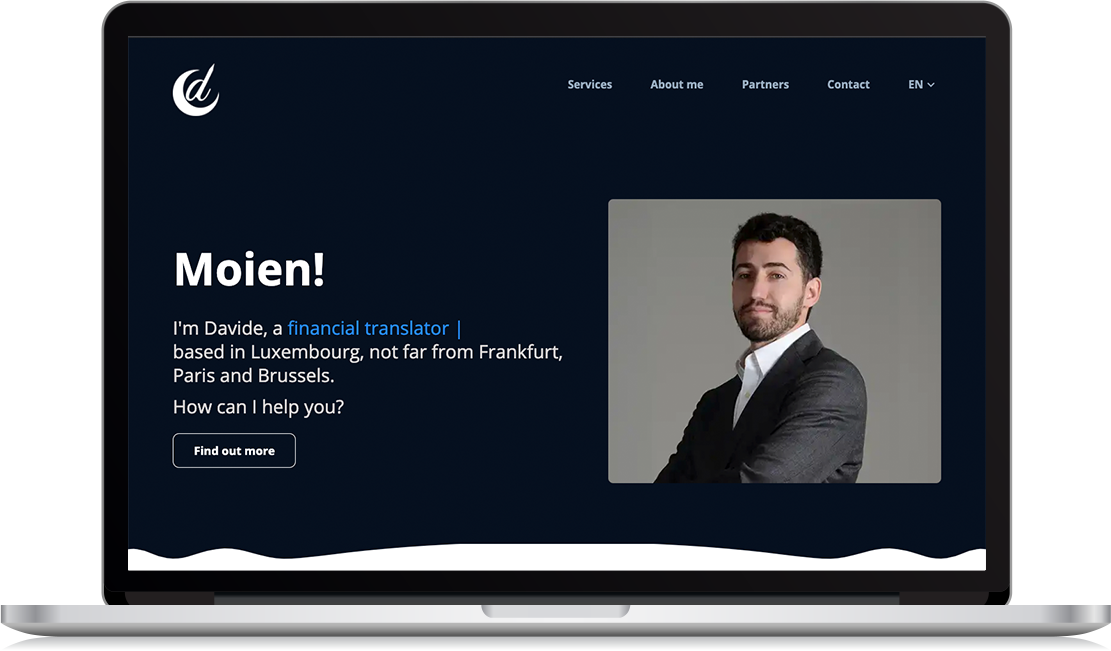 d
Services About me Partners Contact EN
Moien!
I'm Davide, a financial translator |
based in Luxembourg, not far from Frankfurt,
Paris and Brussels.
How can I help you?
Find out more